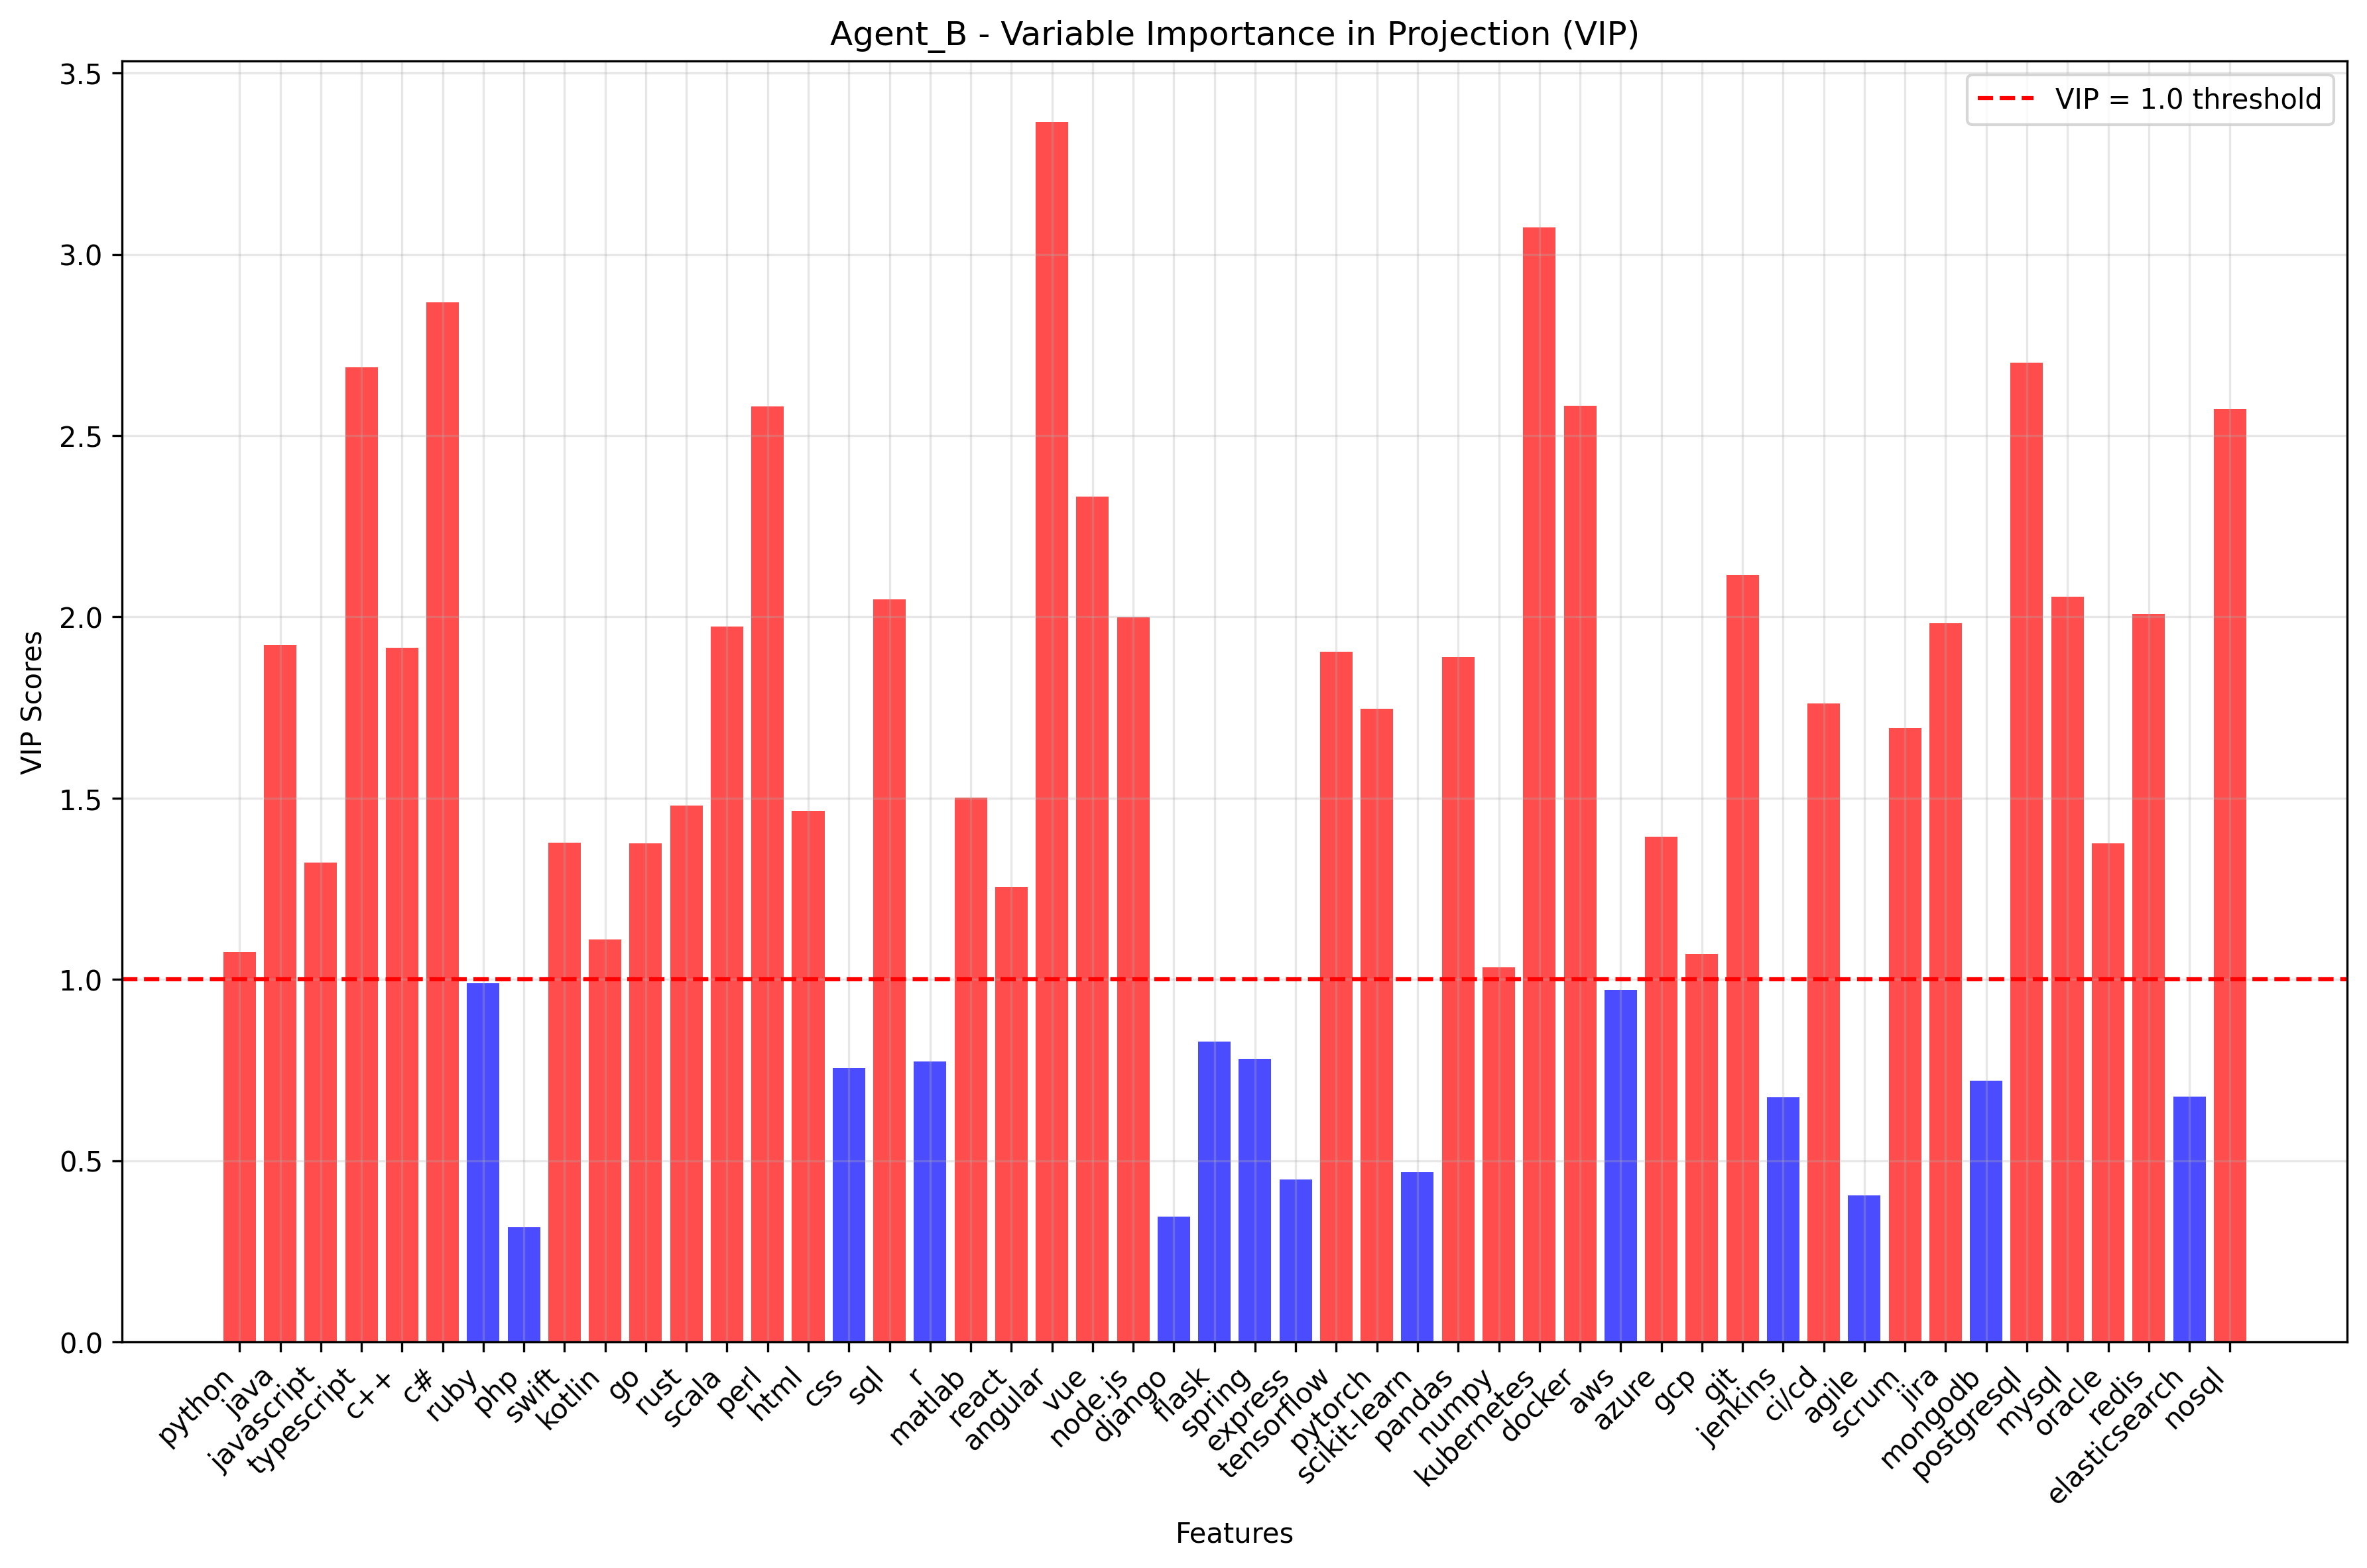 Agent_B - Variable Importance in Projection (VIP)
VIP = 1.0 threshold
VIP Scores
3.5
3.0
2.5
2.0
1.5
1.0
0.5
0.0
python
java
javascript
typescript
c++
c#
ruby
php
swift
kotlin
go
rust
scala
perl
html
css
sql
r
matlab
react
angular
vue
node.js
django
flask
spring
express
tensorflow
pytorch
scikit-learn
pandas
numpy
kubernetes
docker
aws
azure
gcp
git
jenkins
ci/cd
agile
scrum
jira
mongodb
postgresql
mysql
oracle
redis
elasticsearch
nosql
Features